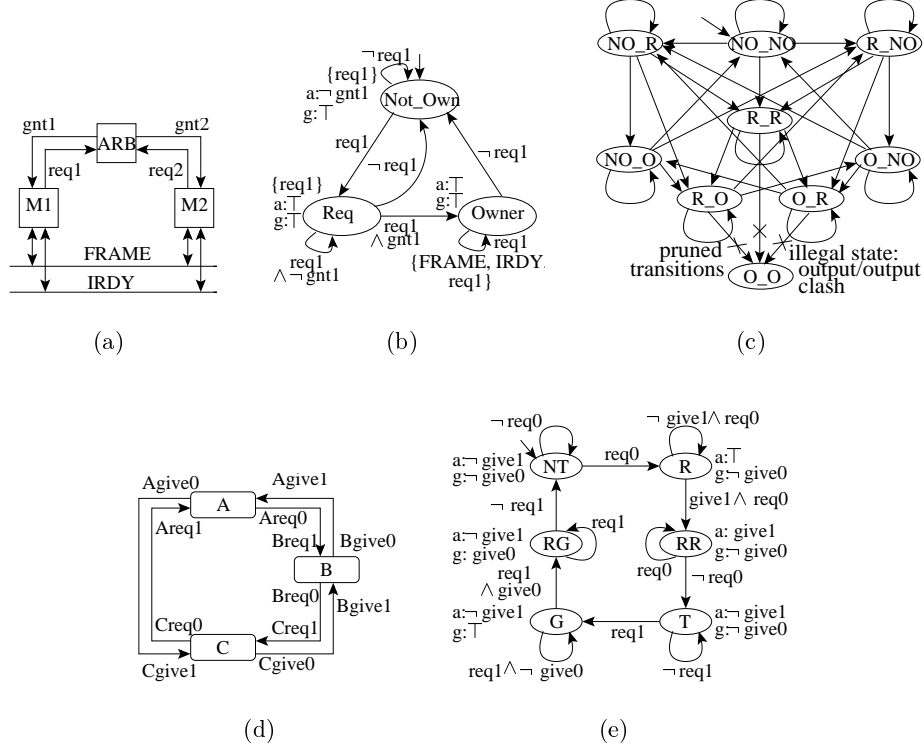 gnt1
ARB
gnt2
req1
req2
M1
M2
FRAME
IRDY
(a)
¬ req1
{req1}
a:¬ gnt1
g:⊤
Not_Own
req1
¬ req1
¬ req1
{req1}
a:⊤
g:⊤
Req
a:⊤
g:⊤
Owner
req1
∧ gnt1
req1
∧ ¬ gnt1
req1
{FRAME, IRDY,
req1}
(b)
NO_R
NO_NO
R_NO
R_R
NO_O
O_NO
R_O
O_R
pruned
transitions
illegal state:
output/output
clash
O_O
(c)
Agive0
Agive1
A
Areq1
Areq0
Breq1
Bgive0
B
Breq0
Bgive1
Creq0
Creq1
C
Cgive1
Cgive0
(d)
¬ req0
¬ give1 ∧ req0
a:¬ give1
g:¬ give0
NT
req0
R
a:⊤
g:¬ give0
¬ req1
give1 ∧ req0
a:¬ give1
g: give0
RG
req1
RR
req0
a: give1
g:¬ give0
req1
∧ give0
¬ req0
a:¬ give1
g:⊤
G
req1
T
a:¬ give1
g:¬ give0
req1 ∧ ¬ give0
¬ req1
(e)